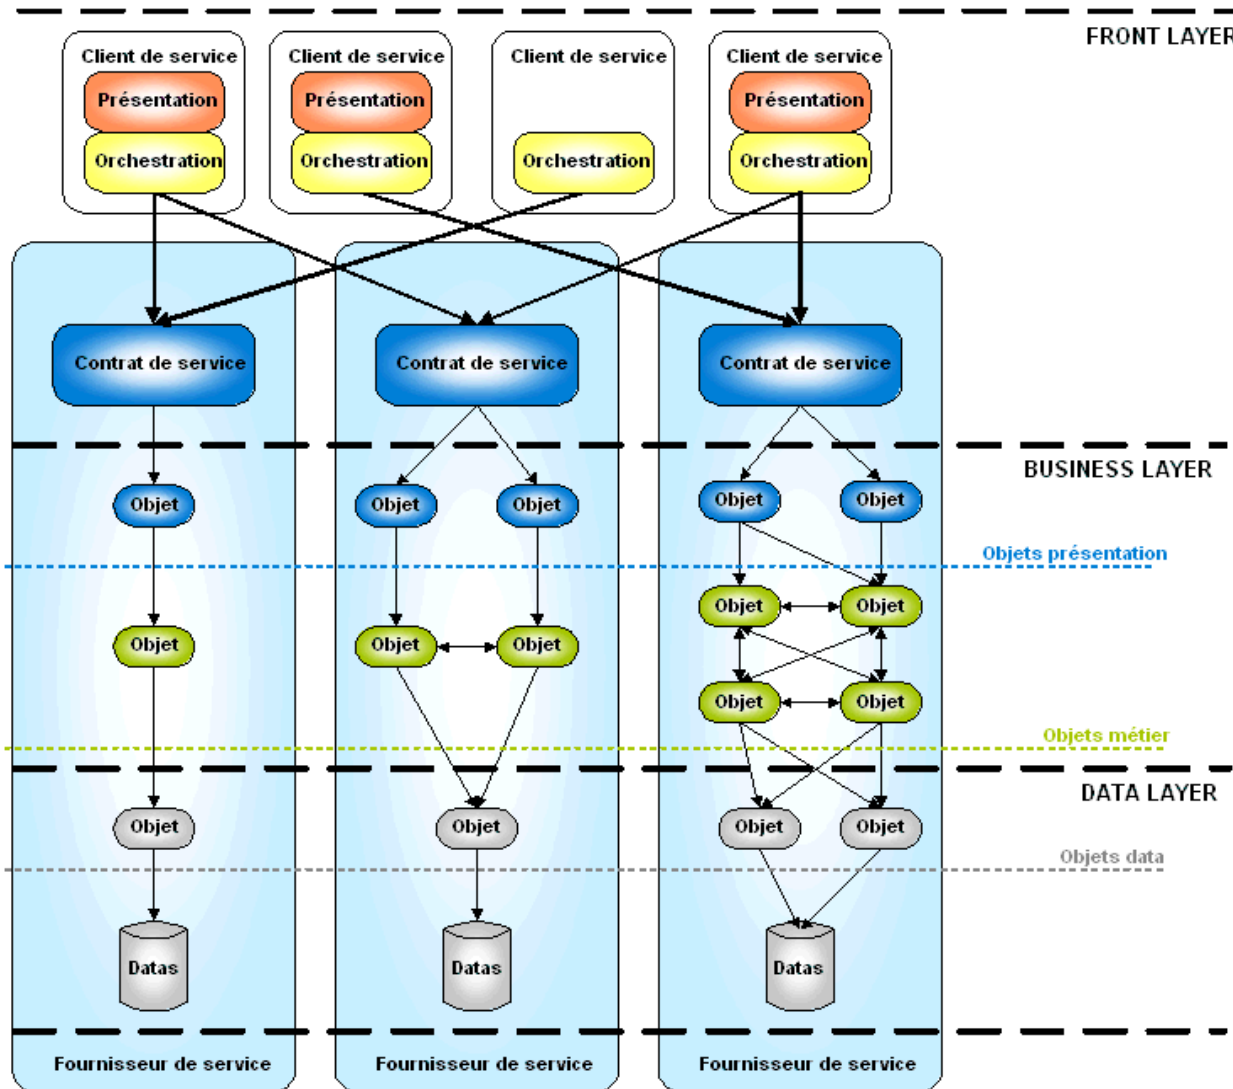 FRONT LAYER
Client de service
Client de service
Client de service
Client de service
Présentation
Présentation
Présentation
Orchestration
Orchestration
Orchestration
Orchestration
Contrat de service
Contrat de service
Contrat de service
BUSINESS LAYER
Objet
Objet
Objet
Objet
Objet
Objets présentation
Objet
Objet
Objet
Objet
Objet
Objet
Objet
Objets métier
DATA LAYER
Objet
Objet
Objet
Objet
Objets data
Datas
Datas
Datas
Fournisseur de service
Fournisseur de service
Fournisseur de service